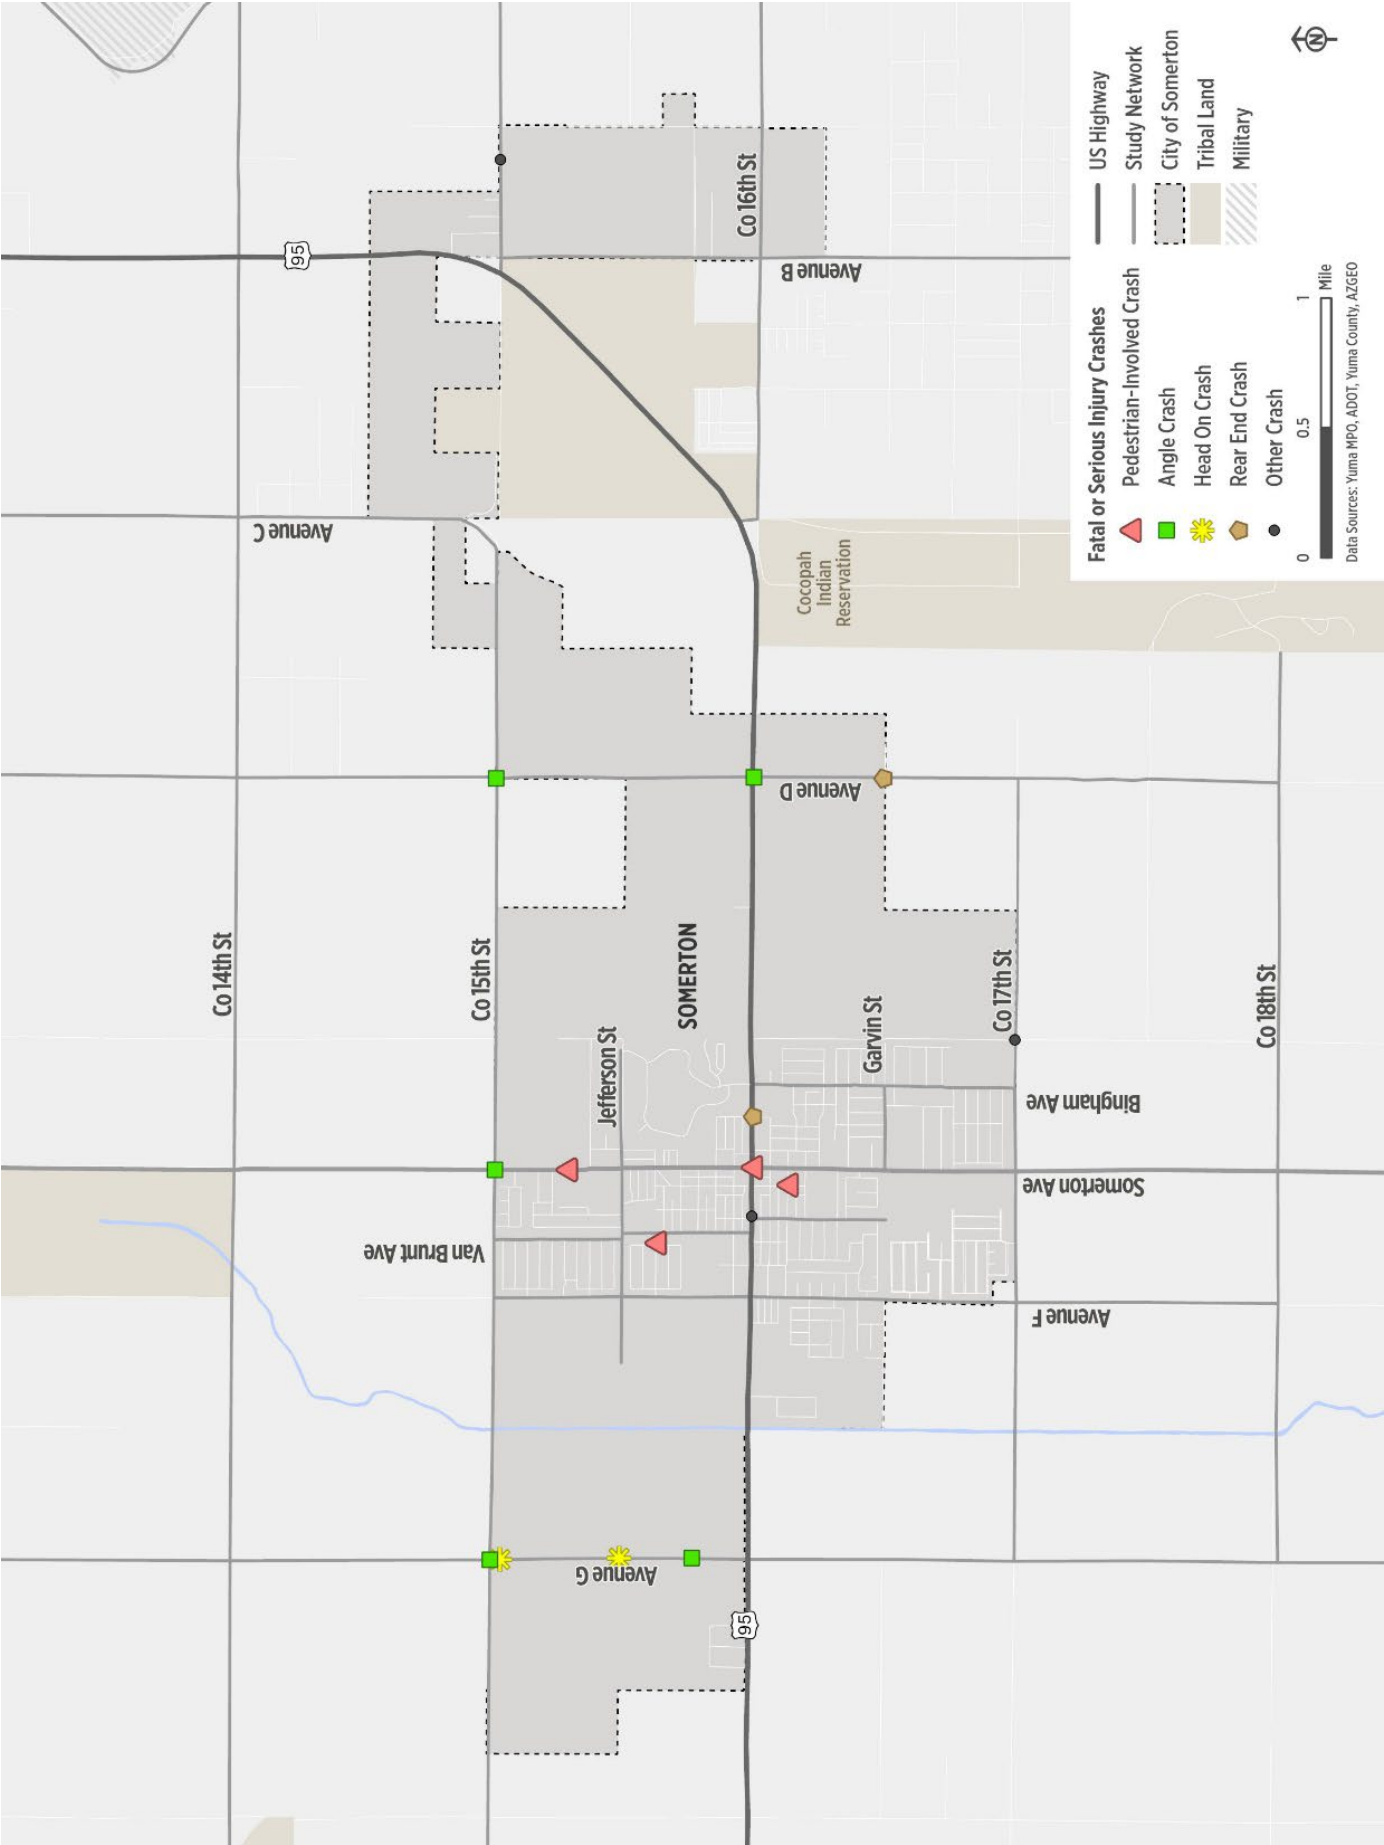 95
Avenue C
Avenue B
Co 16th St
Cocopah
Indian
Reservation
Avenue D
Co 14th St
Co 15th St
SOMERTON
Jefferson St
Garvin St
Co 17th St
Co 18th St
Bingham Ave
Somerton Ave
Van Brunt Ave
Avenue F
Avenue G
95
Fatal or Serious Injury Crashes
Pedestrian-Involved Crash
Angle Crash
Head On Crash
Rear End Crash
Other Crash
US Highway
Study Network
City of Somerton
Tribal Land
Military
N
0 0.5 1 Mile
Data Sources: Yuma MPO, ADOT, Yuma County, AZGEO